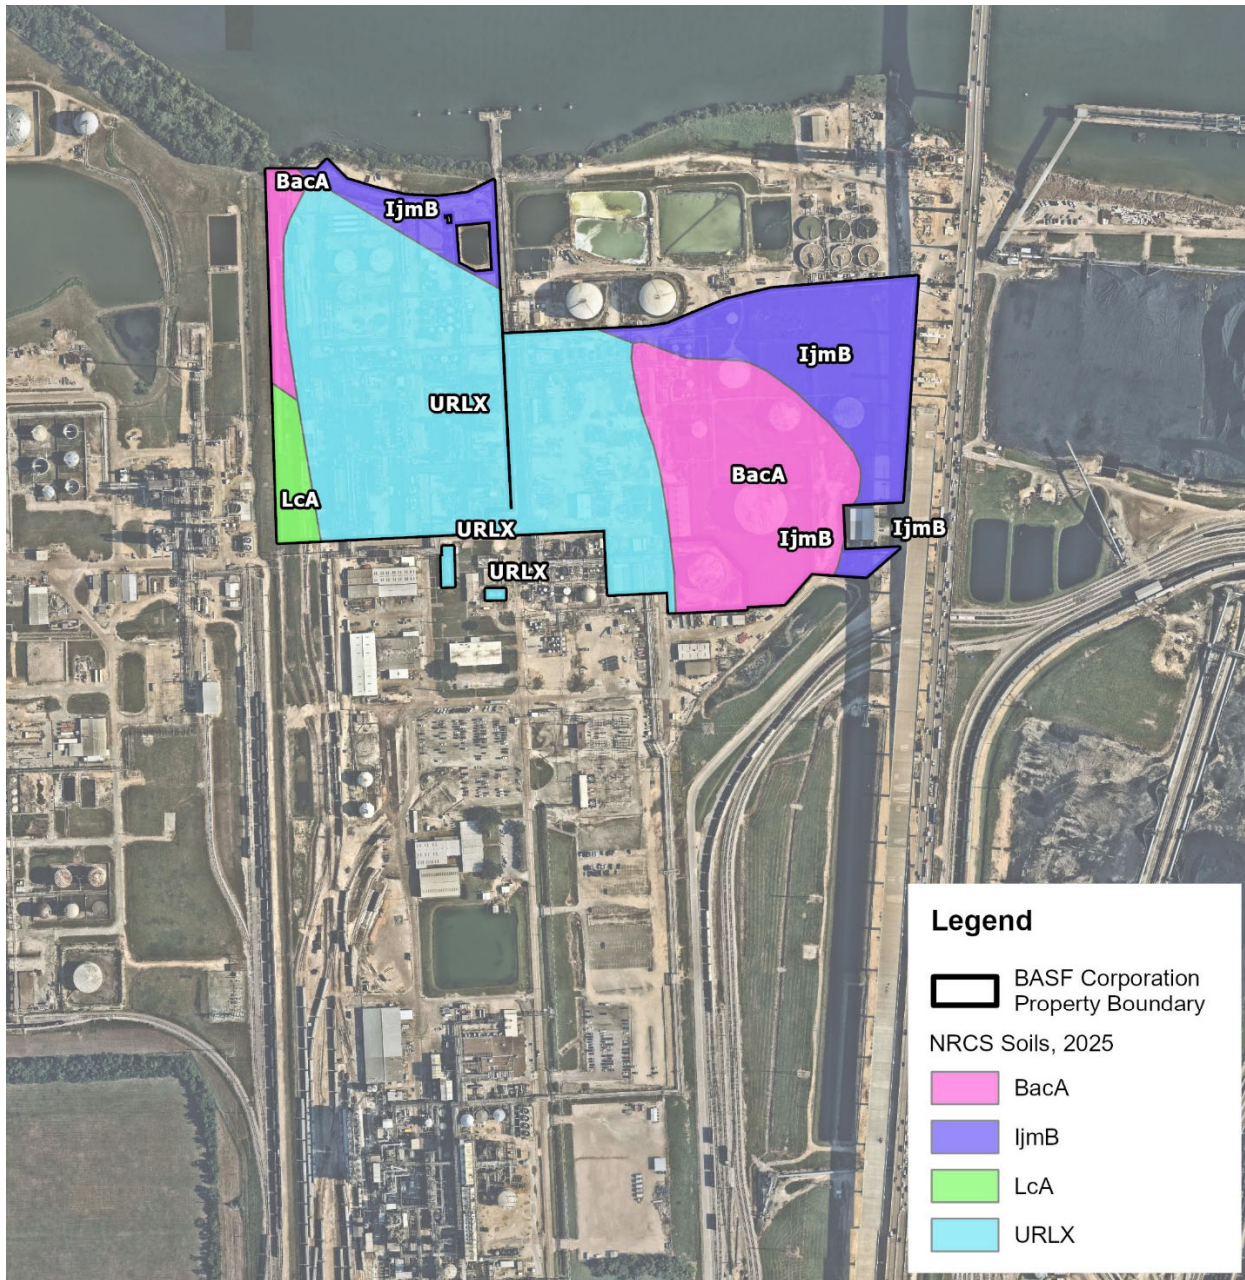 BacA
IjmB
IjmB
URLX
BacA
LcA
URLX
IjmB
IjmB
URLX
Legend
BASF Corporation
Property Boundary
NRCS Soils, 2025
BacA
IjmB
LcA
URLX